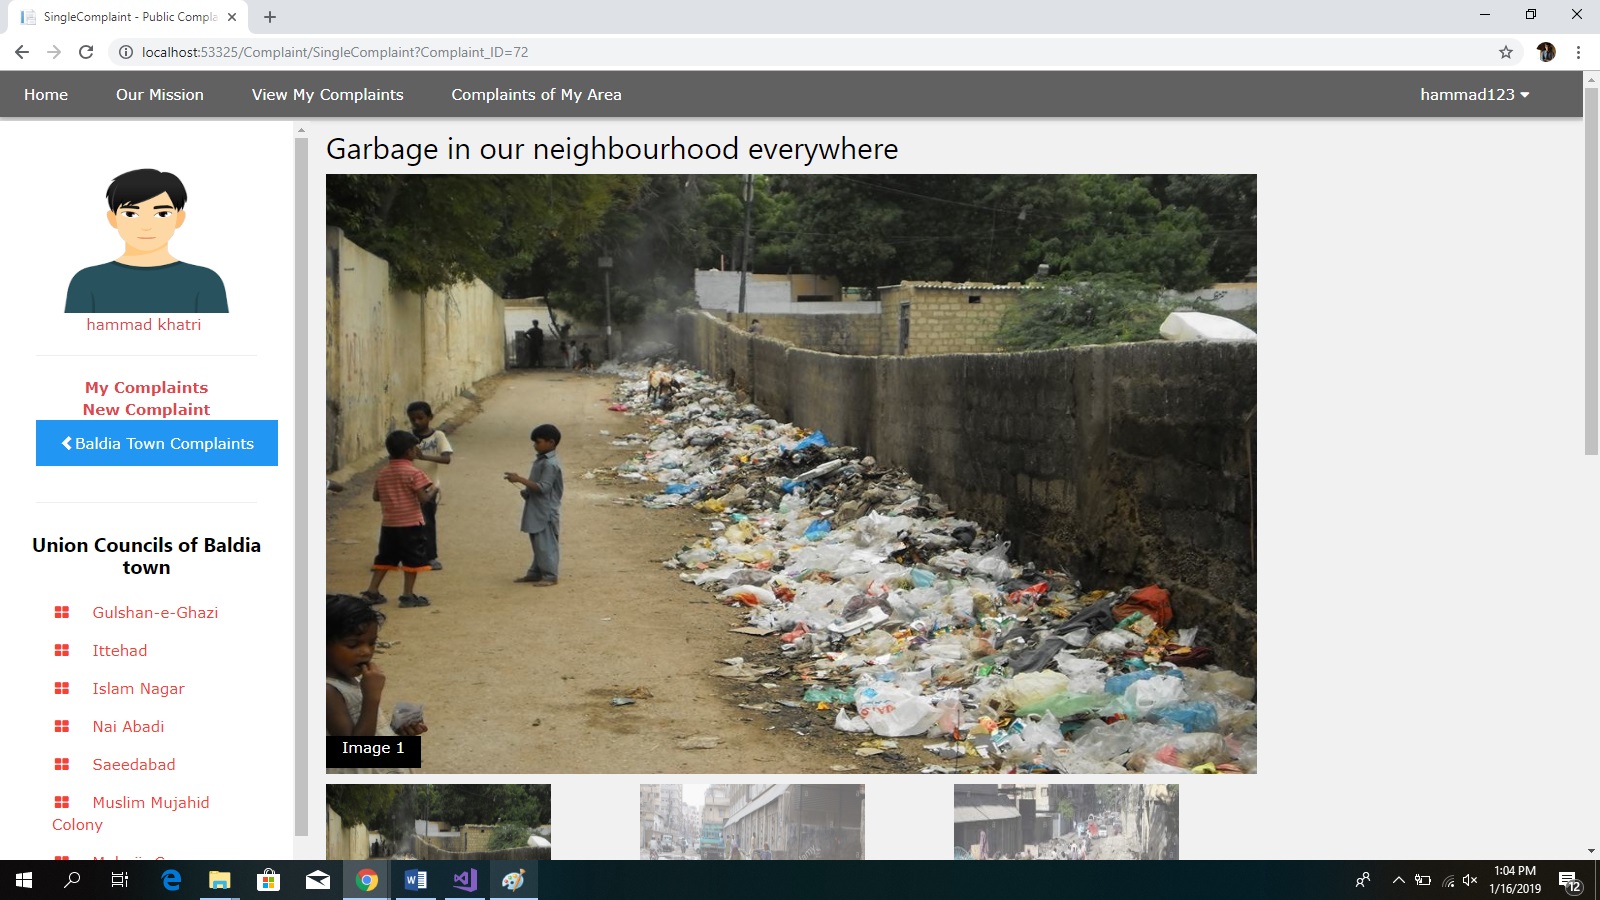 SingleComplaint - Public Compla
localhost:53325/Complaint/SingleComplaint?Complaint_ID=72
Home
Our Mission
View My Complaints
Complaints of My Area
hammad123
hammad khatri
My Complaints
New Complaint
Baldia Town Complaints
Union Councils of Baldia
town
Gulshan-e-Ghazi
Ittehad
Islam Nagar
Nai Abadi
Saeedabad
Muslim Mujahid
Colony
Garbage in our neighbourhood everywhere
Image 1
1:04 PM
1/16/2019
12